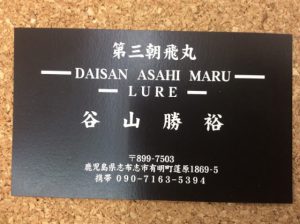 第三朝飛丸
DAISAN ASAHI MARU
LURE
谷山勝裕
〒899-7503
鹿児島県志布志市有明町蓬原1869-5
携帯 090-7163-5394